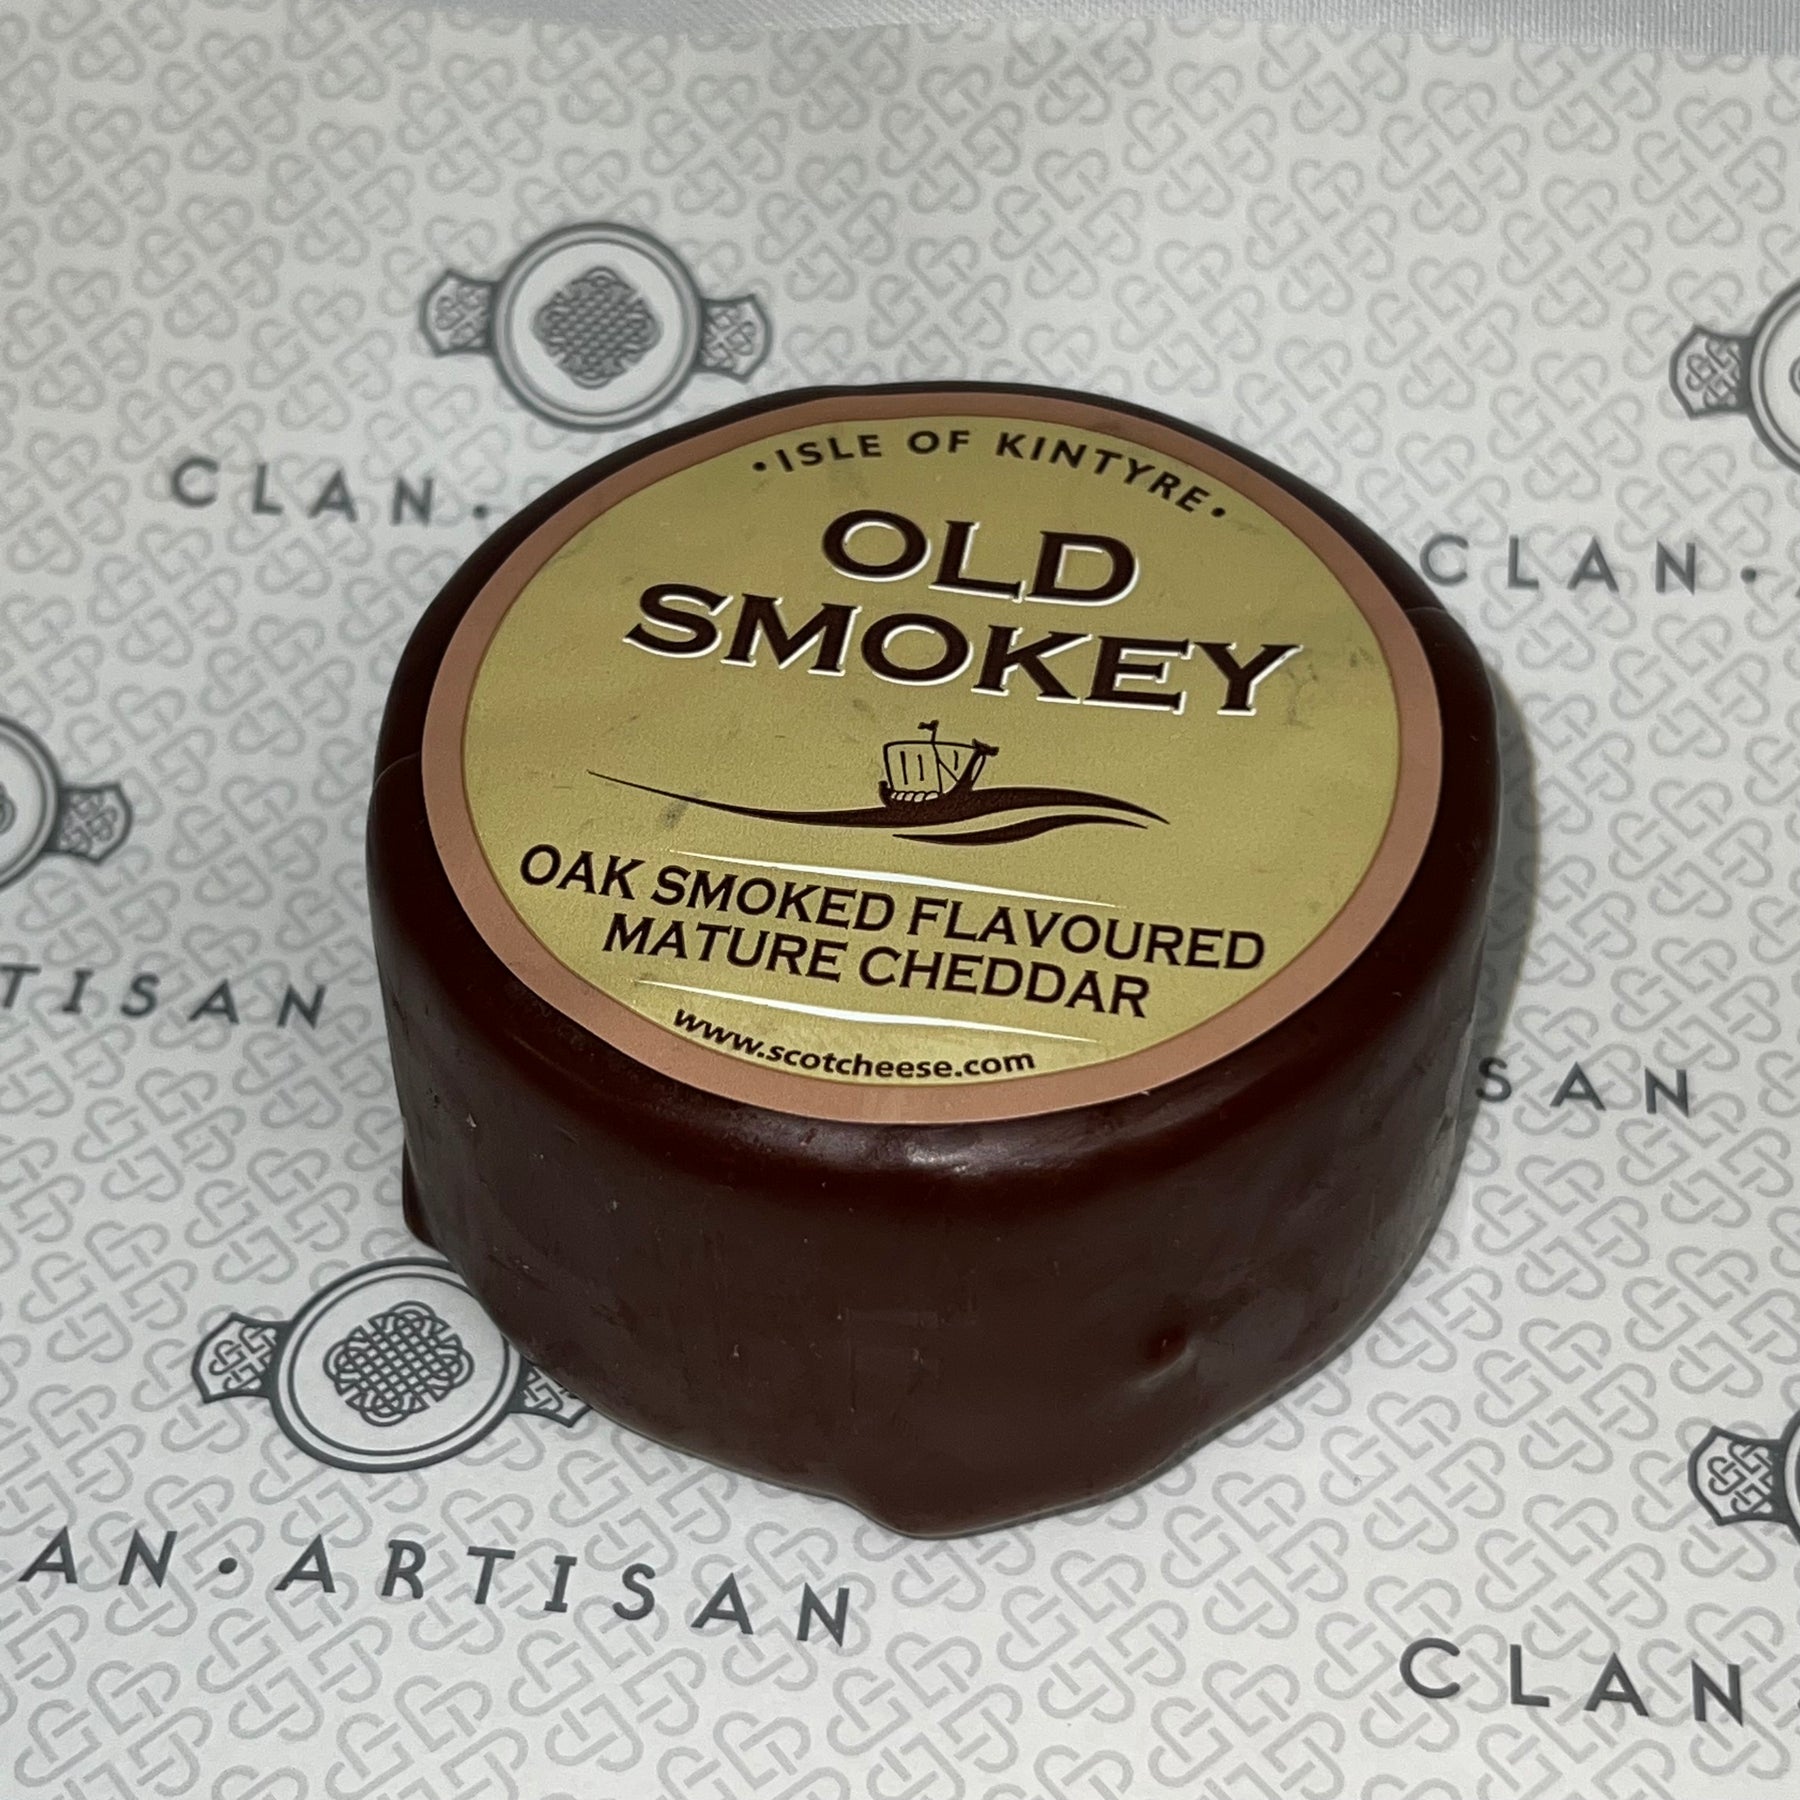 •ISLE OF KINTYRE•
OLD
SMOKEY
OAK SMOKED FLAVOURED
MATURE CHEDDAR
www.scotcheese.com
CLAN•
CLAN•
TISAN
SAN
AN•ARTISAN
CLAN